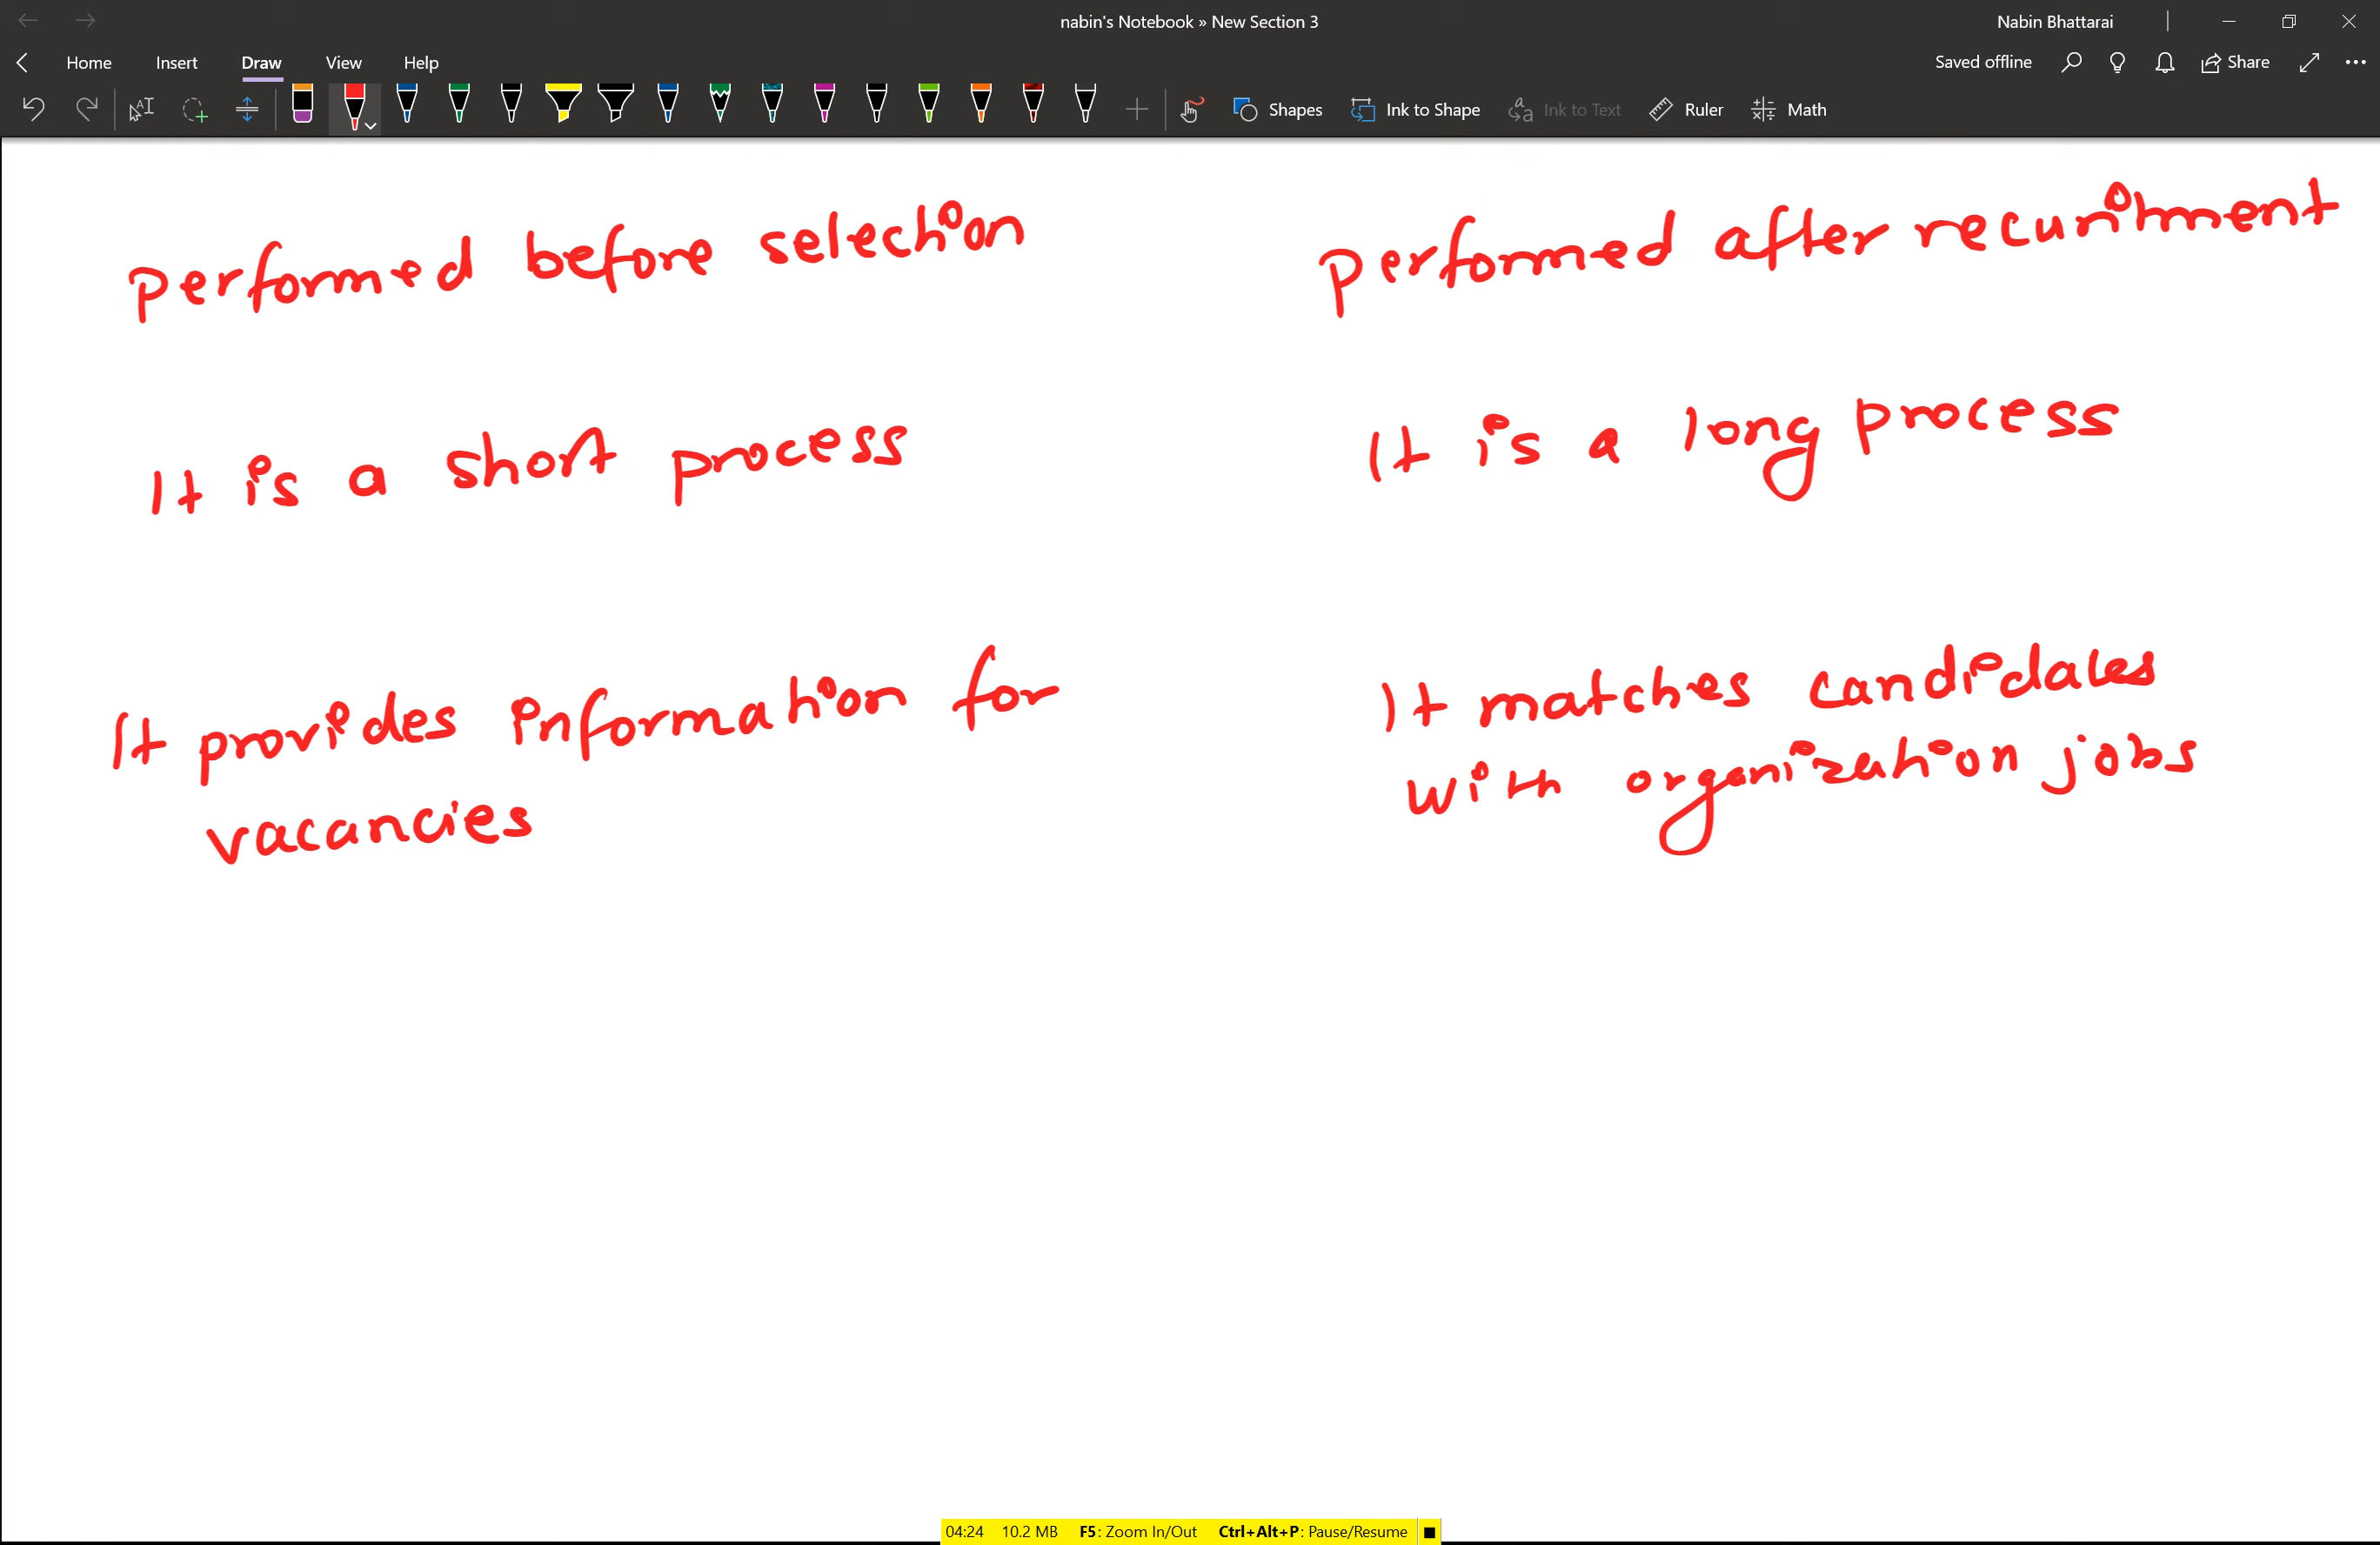 nabin's Notebook » New Section 3
Nabin Bhattarai
Home Insert Draw View Help
Saved offline
Share
Shapes
Ink to Shape
Ink to Text
Ruler
Math
performed before selection
performed after recuritment
It is a short process
It is a long process
It provides information for
vacancies
It matches candidates
with organization jobs
04:24 10.2 MB F5: Zoom In/Out Ctrl+Alt+P: Pause/Resume